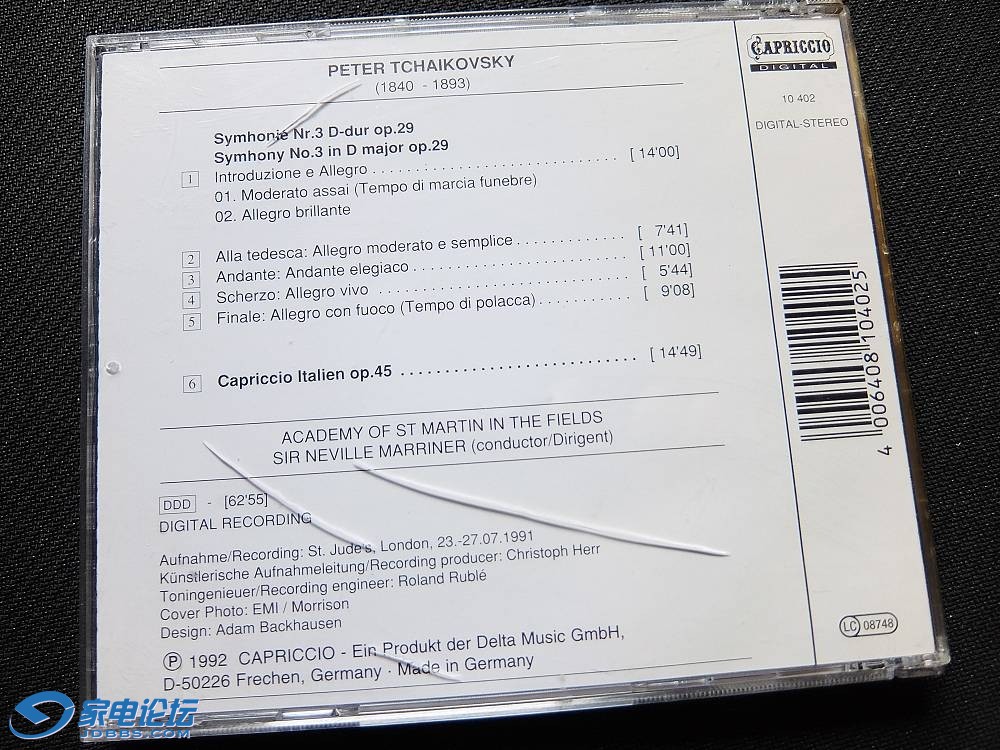 PETER TCHAIKOVSKY
(1840 - 1893)
Symhonie Nr.3 D-dur op.29
Symhony No.3 in D major op.29
1 Introduzione e Allegro . . . . . . . . . . . . . . . . . . . . . . . . . . . [ 14'00]
01. Moderato assai (Tempo di marcia funebre)
02. Allegro brillante
2 Alla tedesca: Allegro moderato e semplice . . . . . . . . . . . . . [ 7'41]
3 Andante: Andante elegiaco . . . . . . . . . . . . . . . . . . . . . . . . . [ 11'00]
4 Scherzo: Allegro vivo . . . . . . . . . . . . . . . . . . . . . . . . . . . . . [ 5'44]
5 Finale: Allegro con fuoco (Tempo di polacca) . . . . . . . . . . . [ 9'08]
6 Capriccio Italien op.45 . . . . . . . . . . . . . . . . . . . . . . . . . . . [ 14'49]
ACADEMY OF ST MARTIN IN THE FIELDS
SIR NEVILLE MARRINER (conductor/Dirigent)
DDD - [62'55]
DIGITAL RECORDING
Aufnahme/Recording: St. Jude's, London, 23.-27.07.1991
Künstlerische Aufnahmeleitung/Recording producer: Christoph Herr
Toningenieuer/Recording engineer: Roland Rublé
Cover Photo: EMI / Morrison
Design: Adam Backhausen
Ⓟ 1992 CAPRICCIO - Ein Produkt der Delta Music GmbH,
D-50226 Frechen, Germany · Made in Germany
CAPRICCIO
DIGITAL
10 402
DIGITAL-STEREO
4 006408 104025
LC 08748
家电论坛
JDBBS.COM